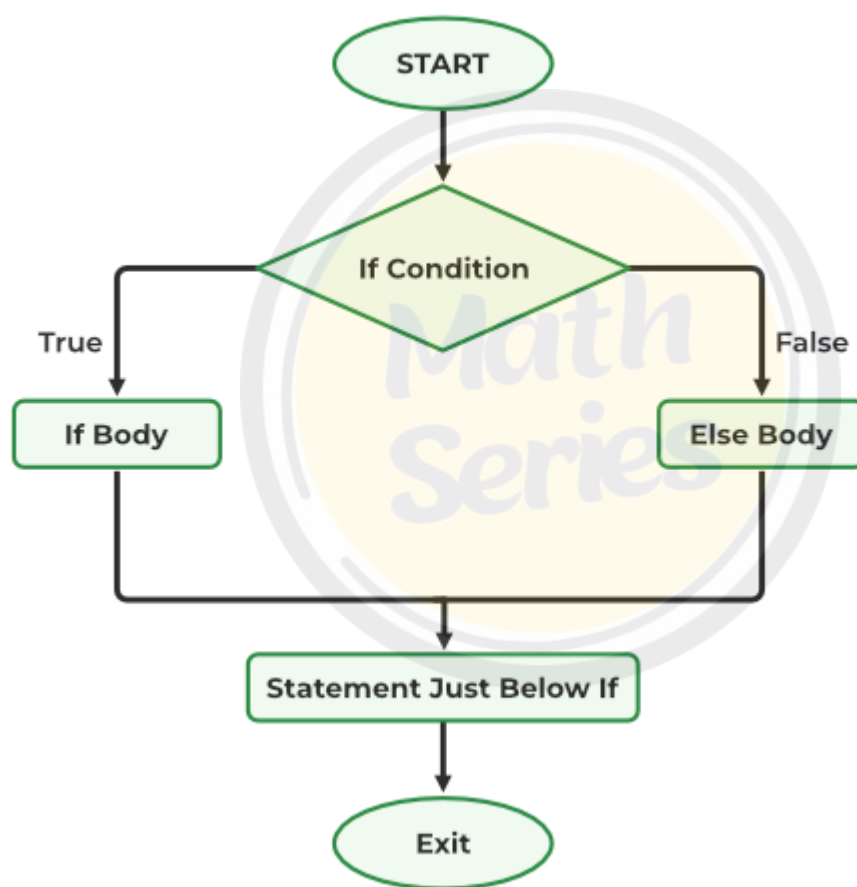 START
If Condition
True
False
Math
Series
If Body
Else Body
Statement Just Below If
Exit